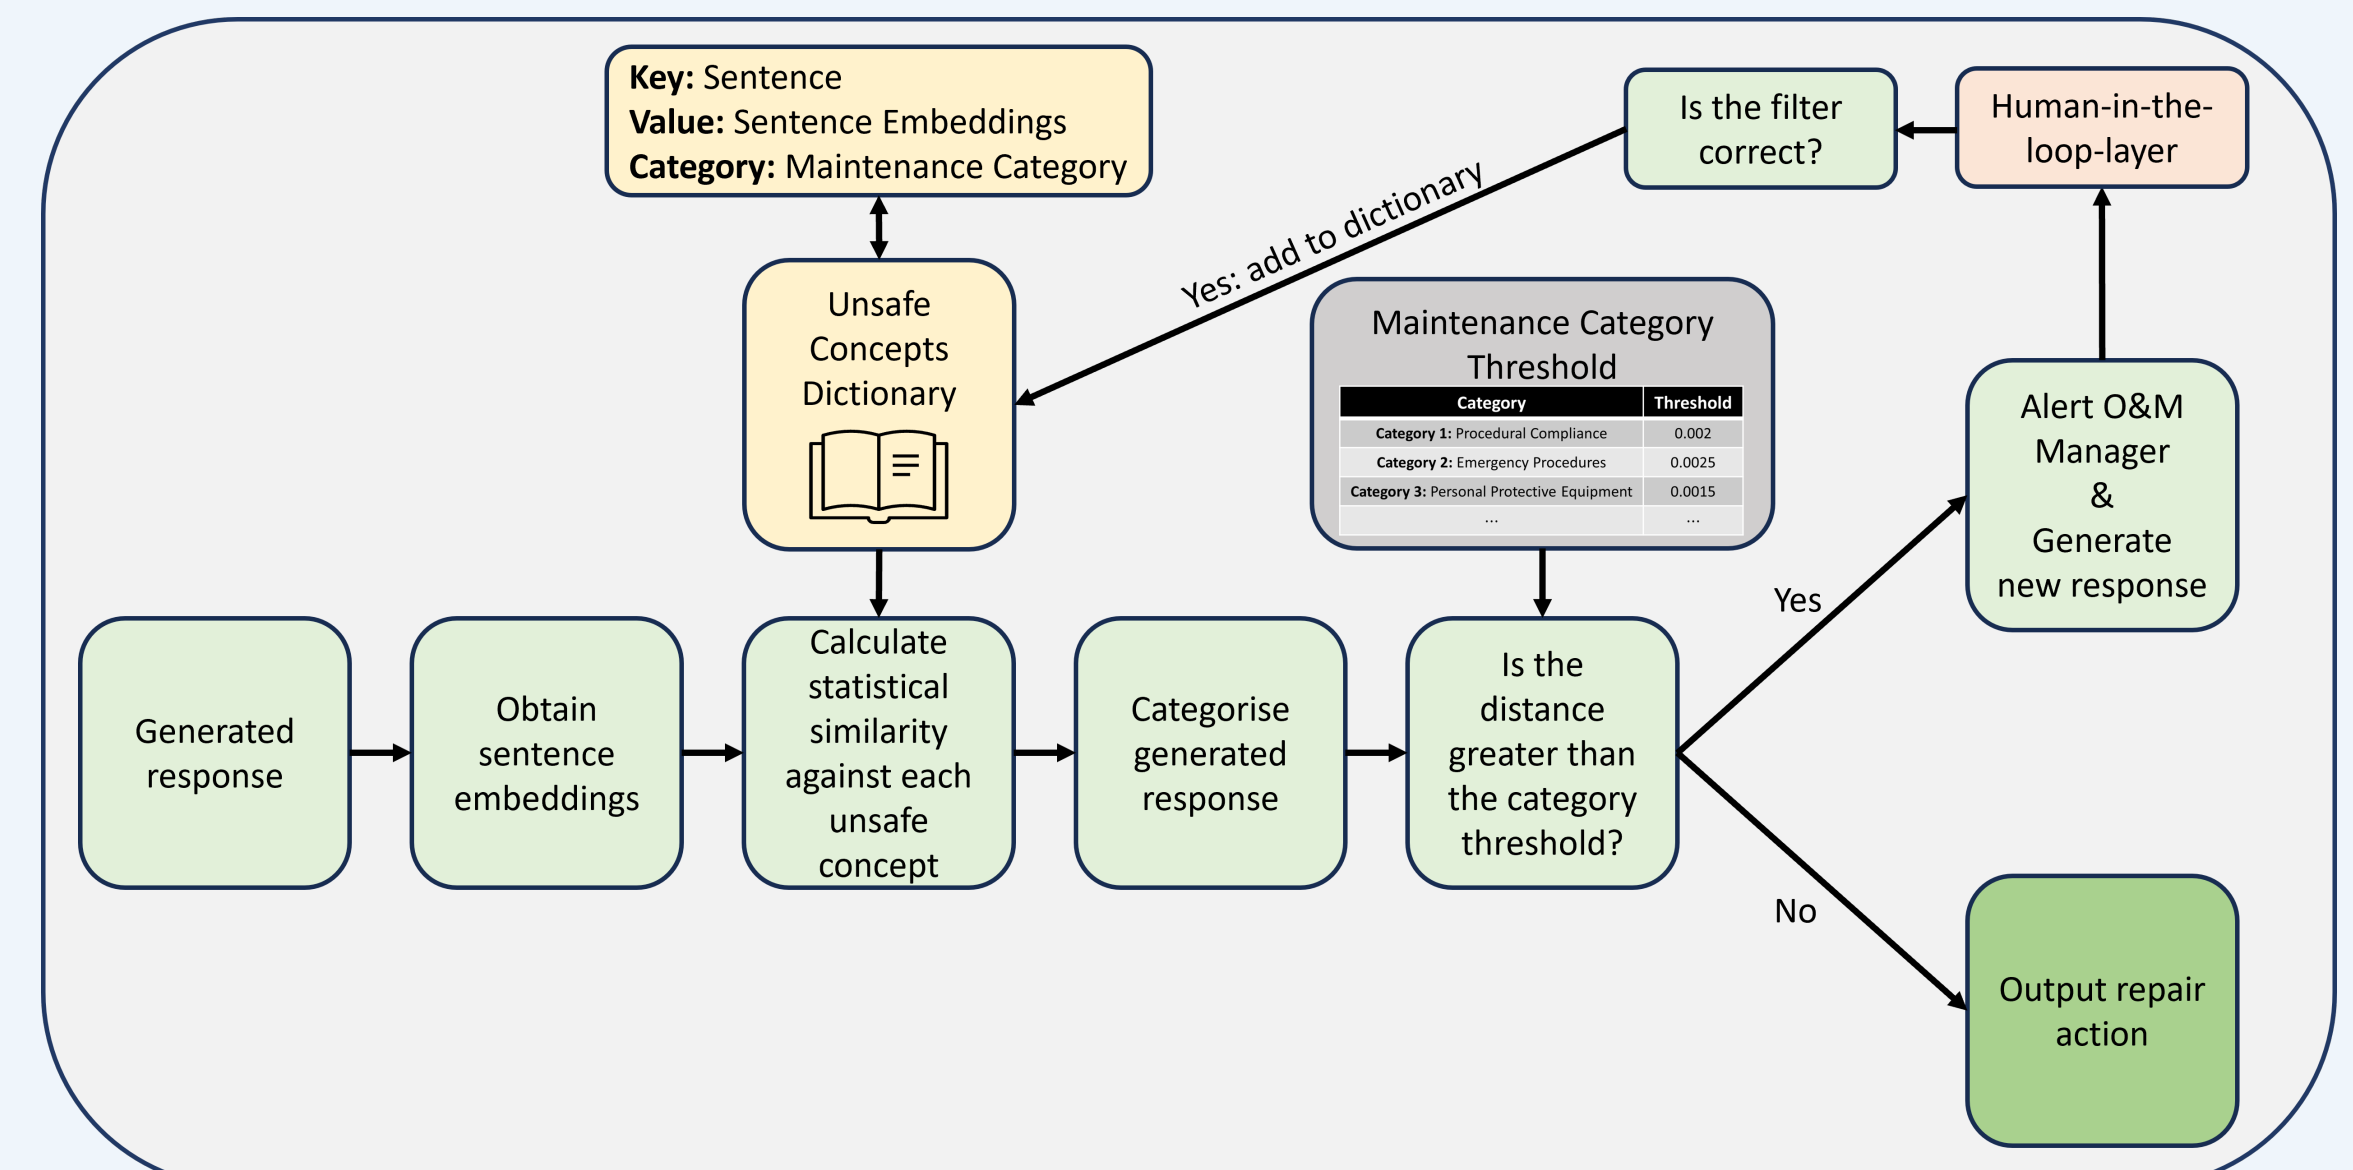 Key: Sentence
Value: Sentence Embeddings
Category: Maintenance Category
Is the filter
correct?
Human-in-the-
loop-layer
Yes: add to dictionary
Unsafe
Concepts
Dictionary
Maintenance Category
Threshold
Category Threshold
Category 1: Procedural Compliance 0.002
Category 2: Emergency Procedures 0.0025
Category 3: Personal Protective Equipment 0.0015
... ...
Alert O&M
Manager
&
Generate
new response
Generated
response
Obtain
sentence
embeddings
Calculate
statistical
similarity
against each
unsafe
concept
Categorise
generated
response
Is the
distance
greater than
the category
threshold?
Yes
No
Output repair
action